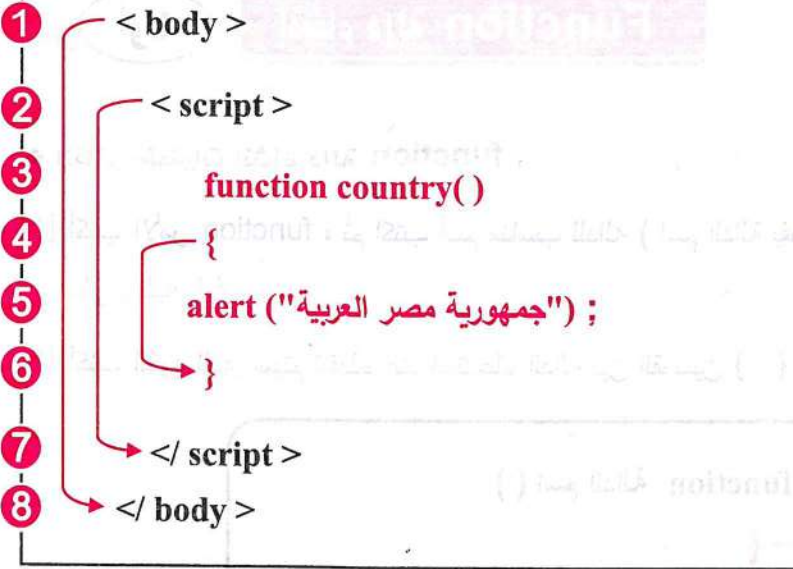 1 < body >
2 < script >
3 function country( )
4 {
5 alert ("جمهورية مصر العربية") ;
6 }
7 </ script >
8 </ body >